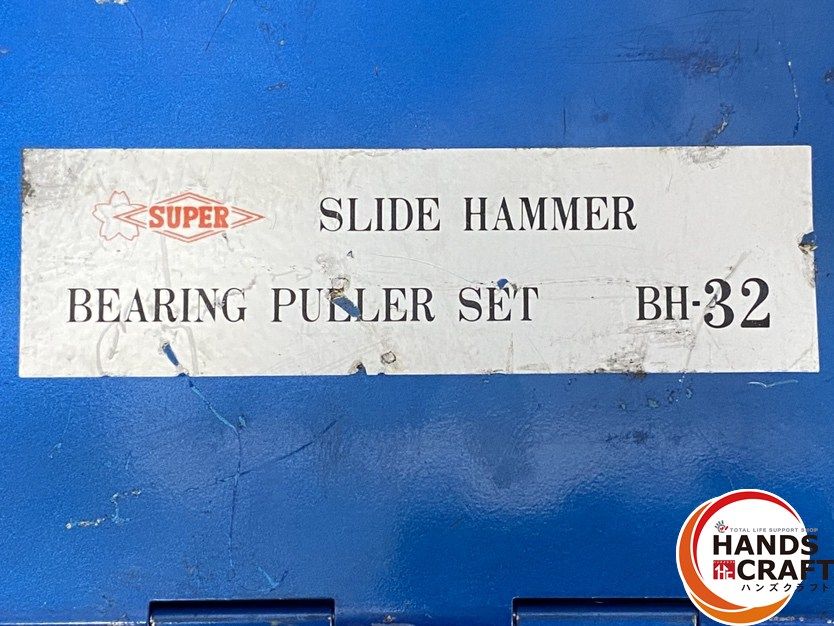 SUPER SLIDE HAMMER
BEARING PULLER SET BH-32
TOTAL LIFE SUPPORT SHOP
HANDS
CRAFT
ハンズクラフト